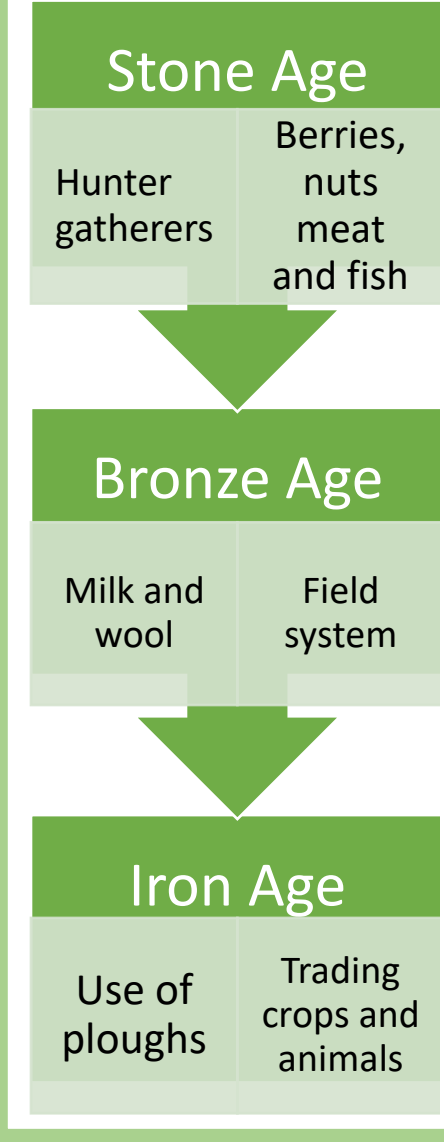 Stone Age
Hunter
gatherers
Berries,
nuts
meat
and fish
Bronze Age
Milk and
wool
Field
system
Iron Age
Use of
ploughs
Trading
crops and
animals